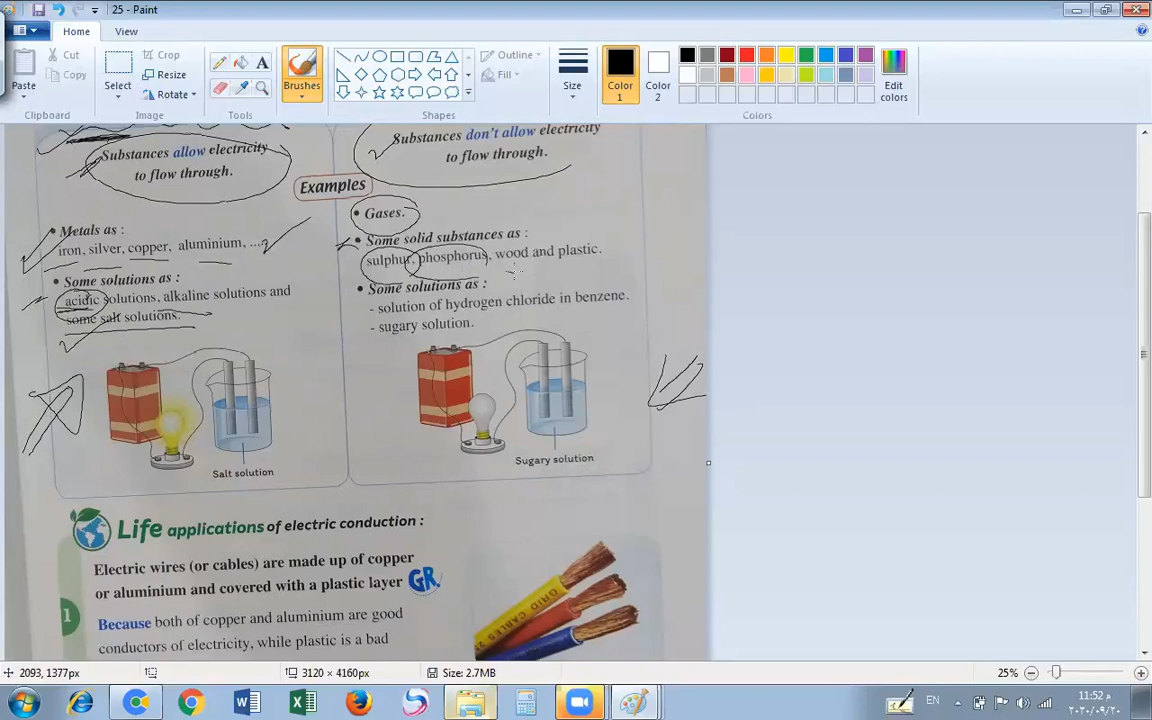 25 - Paint
Home
View
Paste
Cut
Copy
Clipboard
Select
Crop
Resize
Rotate
Image
Tools
Brushes
Shapes
Outline
Fill
Size
Color 1
Color 2
Edit colors
Colors
Substances allow electricity
to flow through.
Substances don't allow electricity
to flow through.
Examples
• Metals as :
iron, silver, copper, aluminium, ....
• Some solutions as :
acidic solutions, alkaline solutions and
some salt solutions.
Salt solution
• Gases.
• Some solid substances as :
sulphur, phosphorus, wood and plastic.
• Some solutions as :
- solution of hydrogen chloride in benzene.
- sugary solution.
Sugary solution
Life applications of electric conduction :
1
Electric wires (or cables) are made up of copper
or aluminium and covered with a plastic layer GR.
Because both of copper and aluminium are good
conductors of electricity, while plastic is a bad
GRID CABLES
2093, 1377px
3120 × 4160px
Size: 2.7MB
25%
EN
11:52 م
٢٠٢٠/٠٩/٢٠